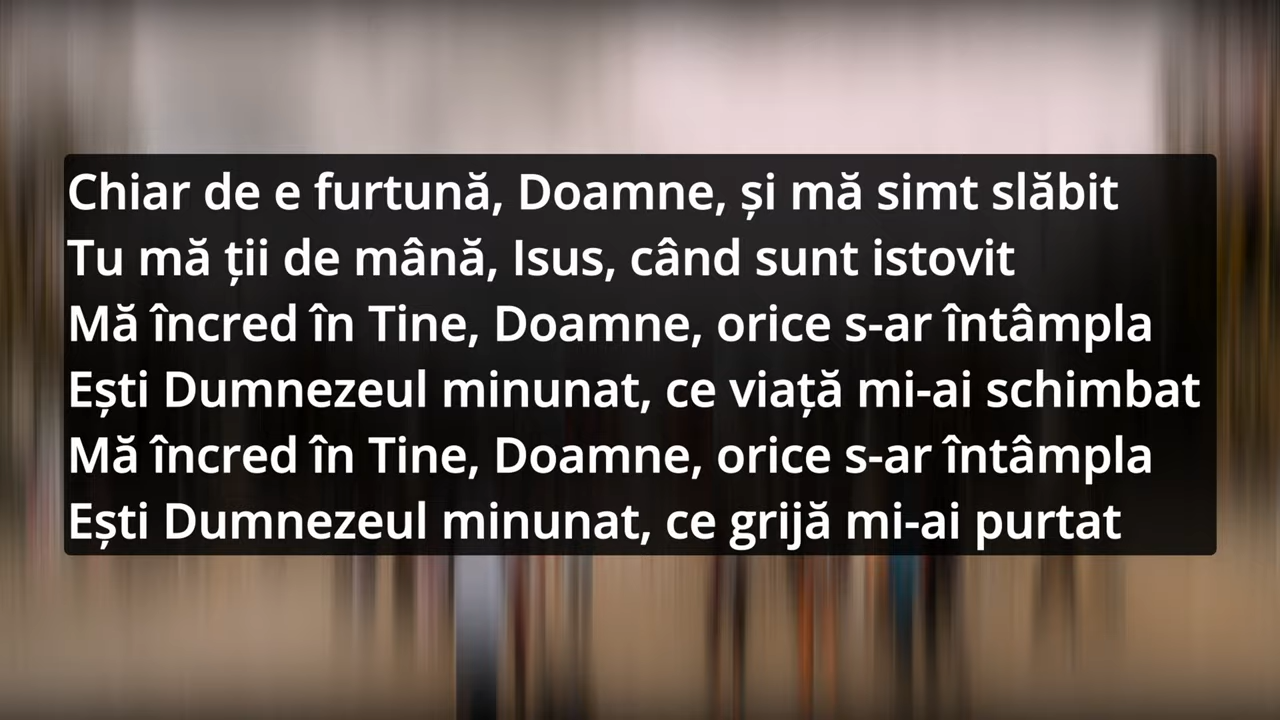 Chiar de e furtună, Doamne, și mă simt slăbit
Tu mă ții de mână, Isus, când sunt istovit
Mă încred în Tine, Doamne, orice s-ar întâmpla
Ești Dumnezeul minunat, ce viață mi-ai schimbat
Mă încred în Tine, Doamne, orice s-ar întâmpla
Ești Dumnezeul minunat, ce grijă mi-ai purtat